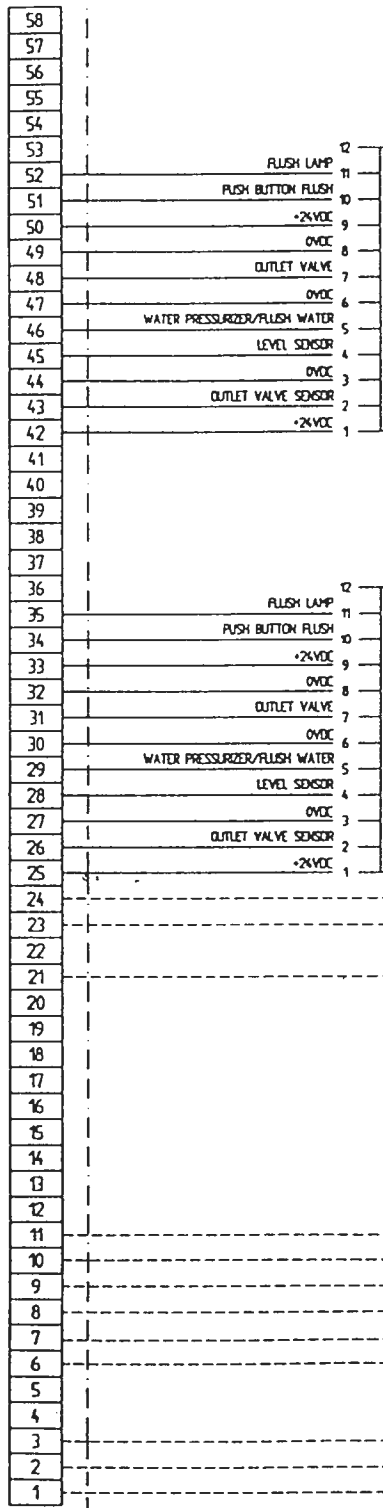 58
57
56
55
54
53 12
52 FLUSH LAMP 11
51 PUSH BUTTON FLUSH 10
50 +24VDC 9
49 0VDC 8
48 OUTLET VALVE 7
47 0VDC 6
46 WATER PRESSURIZER/FLUSH WATER 5
45 LEVEL SENSOR 4
44 0VDC 3
43 OUTLET VALVE SENSOR 2
42 +24VDC 1
41
40
39
38
37
36 12
35 FLUSH LAMP 11
34 PUSH BUTTON FLUSH 10
33 +24VDC 9
32 0VDC 8
31 OUTLET VALVE 7
30 0VDC 6
29 WATER PRESSURIZER/FLUSH WATER 5
28 LEVEL SENSOR 4
27 0VDC 3
26 OUTLET VALVE SENSOR 2
25 +24VDC 1
24
23
22
21
20
19
18
17
16
15
14
13
12
11
10
9
8
7
6
5
4
3
2
1